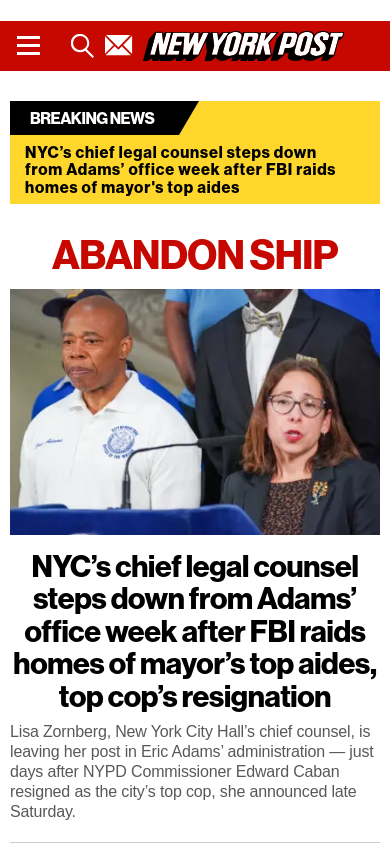 NEW YORK POST
BREAKING NEWS
NYC’s chief legal counsel steps down
from Adams’ office week after FBI raids
homes of mayor's top aides
ABANDON SHIP
NYC’s chief legal counsel
steps down from Adams’
office week after FBI raids
homes of mayor’s top aides,
top cop’s resignation
Lisa Zornberg, New York City Hall’s chief counsel, is
leaving her post in Eric Adams’ administration — just
days after NYPD Commissioner Edward Caban
resigned as the city’s top cop, she announced late
Saturday.